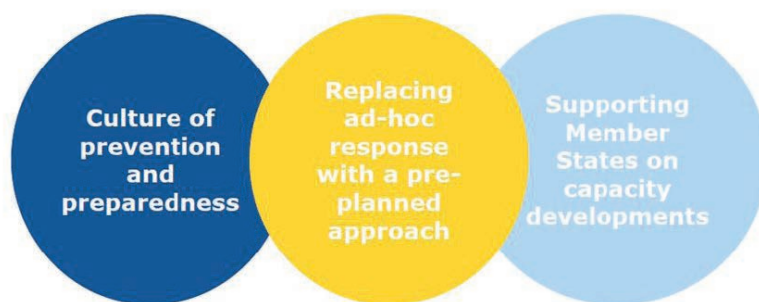 Culture of
prevention
and
preparedness
Replacing
ad-hoc
response
with a pre-
planned
approach
Supporting
Member
States on
capacity
developments